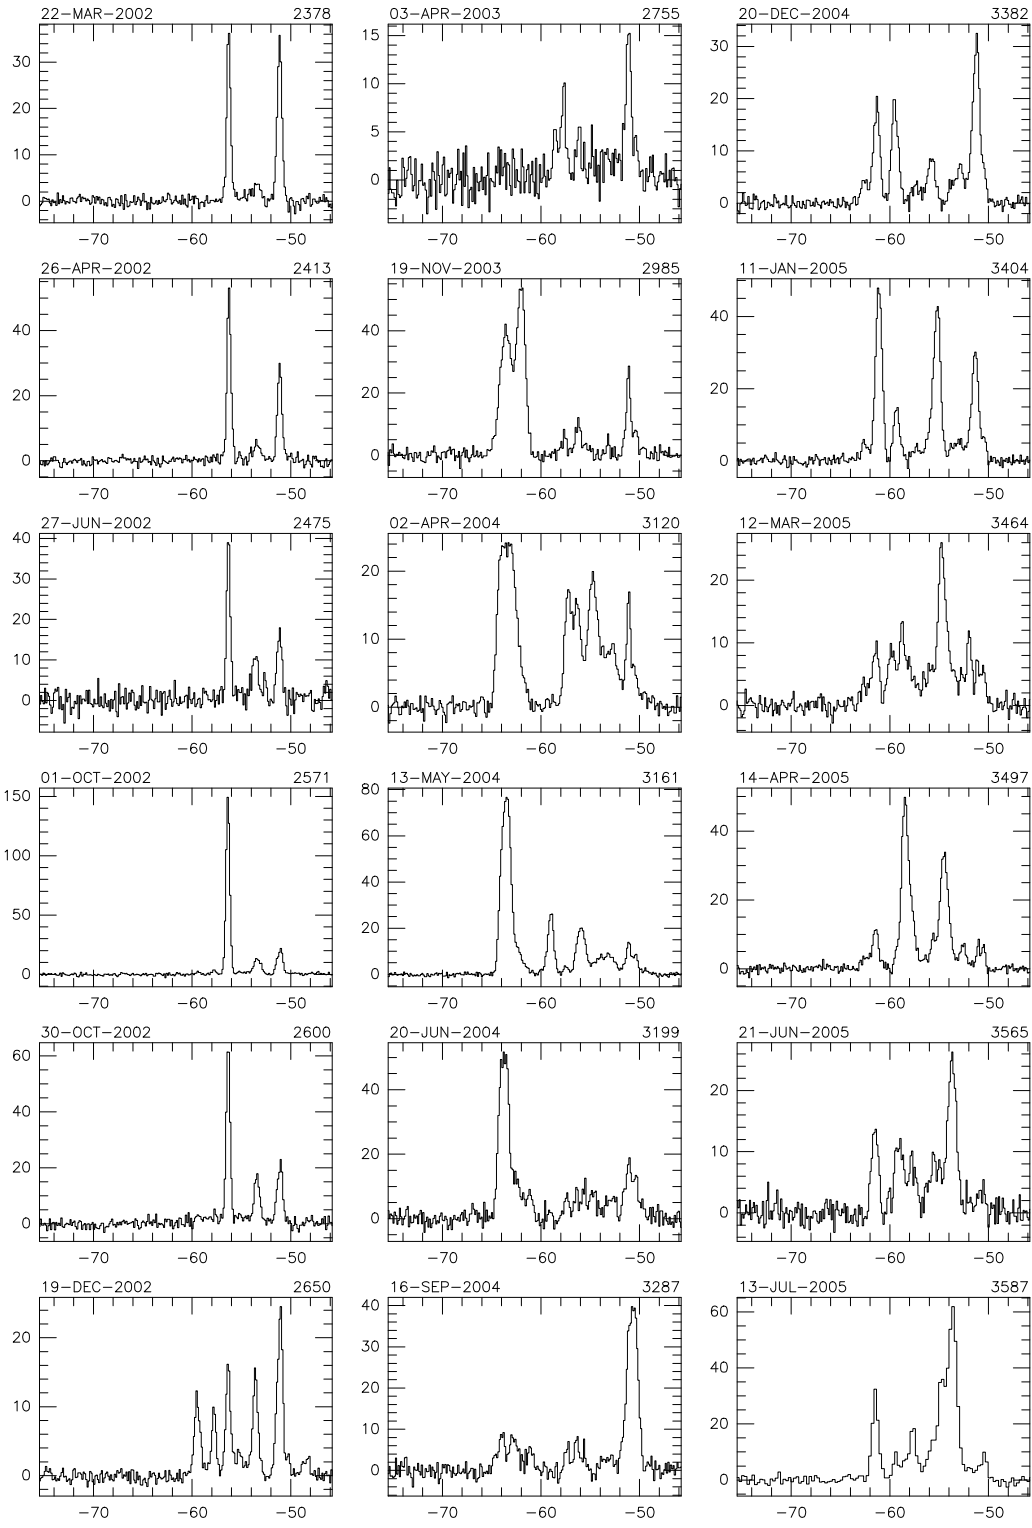 22-MAR-2002 2378 03-APR-2003 2755 20-DEC-2004 3382
30 20 10 0
15 10 5 0
30 20 10 0
-70 -60 -50 -70 -60 -50 -70 -60 -50
26-APR-2002 2413 19-NOV-2003 2985 11-JAN-2005 3404
40 20 0
40 20 0
40 20 0
-70 -60 -50 -70 -60 -50 -70 -60 -50
27-JUN-2002 2475 02-APR-2004 3120 12-MAR-2005 3464
40 30 20 10 0
20 10 0
20 10 0
-70 -60 -50 -70 -60 -50 -70 -60 -50
01-OCT-2002 2571 13-MAY-2004 3161 14-APR-2005 3497
150 100 50 0
80 60 40 20 0
40 20 0
-70 -60 -50 -70 -60 -50 -70 -60 -50
30-OCT-2002 2600 20-JUN-2004 3199 21-JUN-2005 3565
60 40 20 0
40 20 0
20 10 0
-70 -60 -50 -70 -60 -50 -70 -60 -50
19-DEC-2002 2650 16-SEP-2004 3287 13-JUL-2005 3587
20 10 0
40 30 20 10 0
60 40 20 0
-70 -60 -50 -70 -60 -50 -70 -60 -50